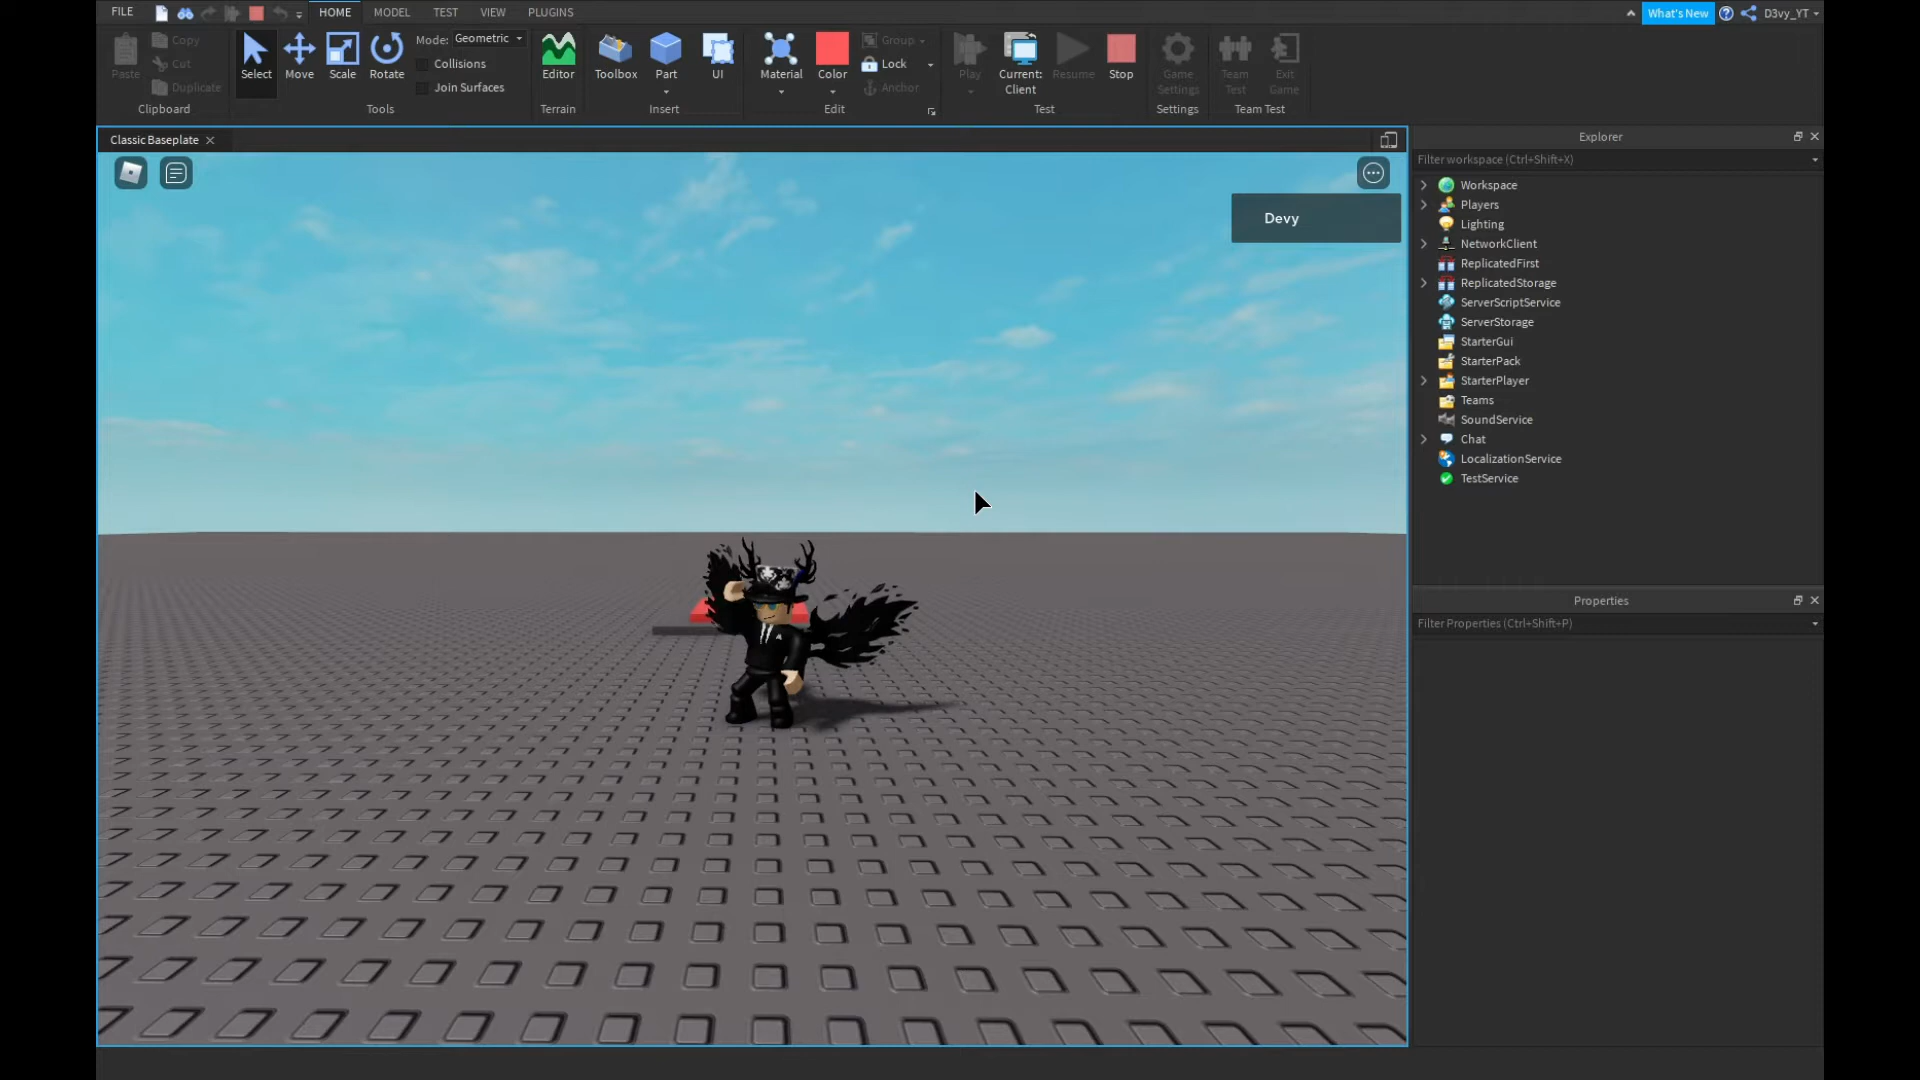 FILE HOME MODEL TEST VIEW PLUGINS What's New D3vy_YT
Paste Copy Cut Duplicate Clipboard
Select Move Scale Rotate Mode: Geometric Collisions Join Surfaces Tools
Editor Terrain
Toolbox Part UI Insert
Material Color Group Lock Anchor Edit
Play Current: Client Resume Stop Test
Game Settings Settings
Team Test Exit Game Team Test
Classic Baseplate
Devy
Explorer
Filter workspace (Ctrl+Shift+X)
Workspace
Players
Lighting
NetworkClient
ReplicatedFirst
ReplicatedStorage
ServerScriptService
ServerStorage
StarterGui
StarterPack
StarterPlayer
Teams
SoundService
Chat
LocalizationService
TestService
Properties
Filter Properties (Ctrl+Shift+P)